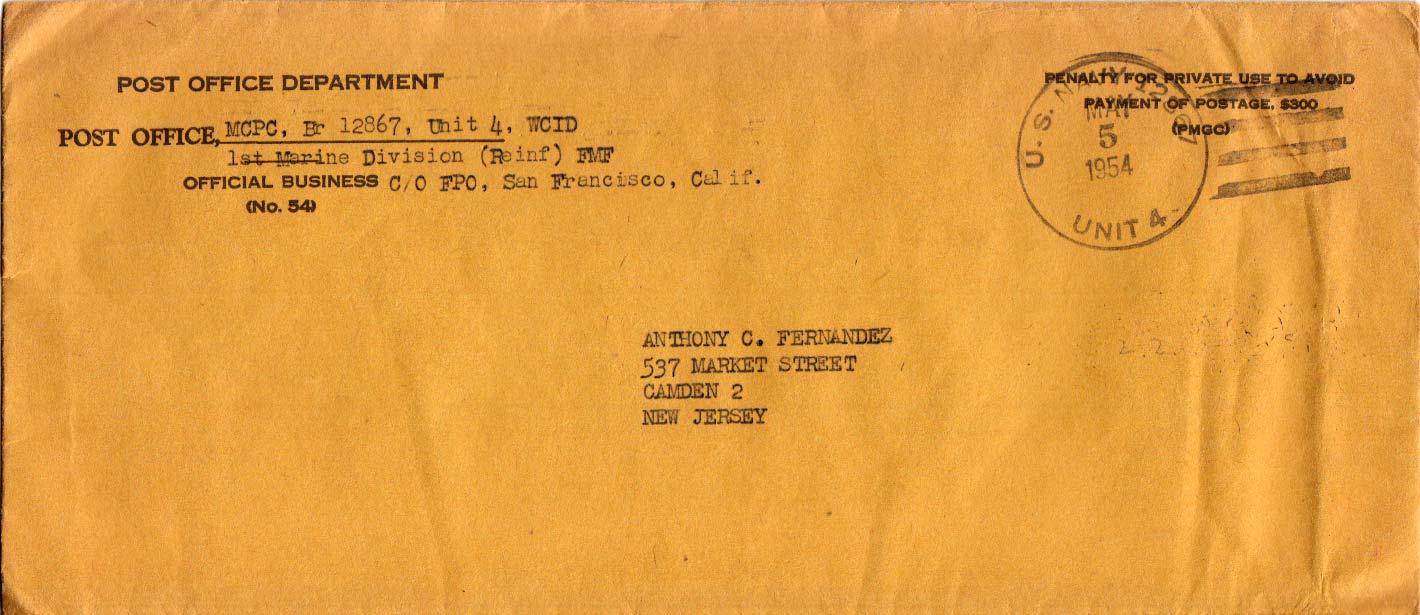 POST OFFICE DEPARTMENT
POST OFFICE, MCPC, Br 12867, Unit 4, WCID
1st Marine Division (Reinf) FMF
OFFICIAL BUSINESS C/O FPO, San Francisco, Calif.
(No. 54)
PENALTY FOR PRIVATE USE TO AVOID
PAYMENT OF POSTAGE, $300
(PMGC)
U.S. NAVY
MAY
5
1954
UNIT 4
ANTHONY C. FERNANDEZ
537 MARKET STREET
CAMDEN 2
NEW JERSEY